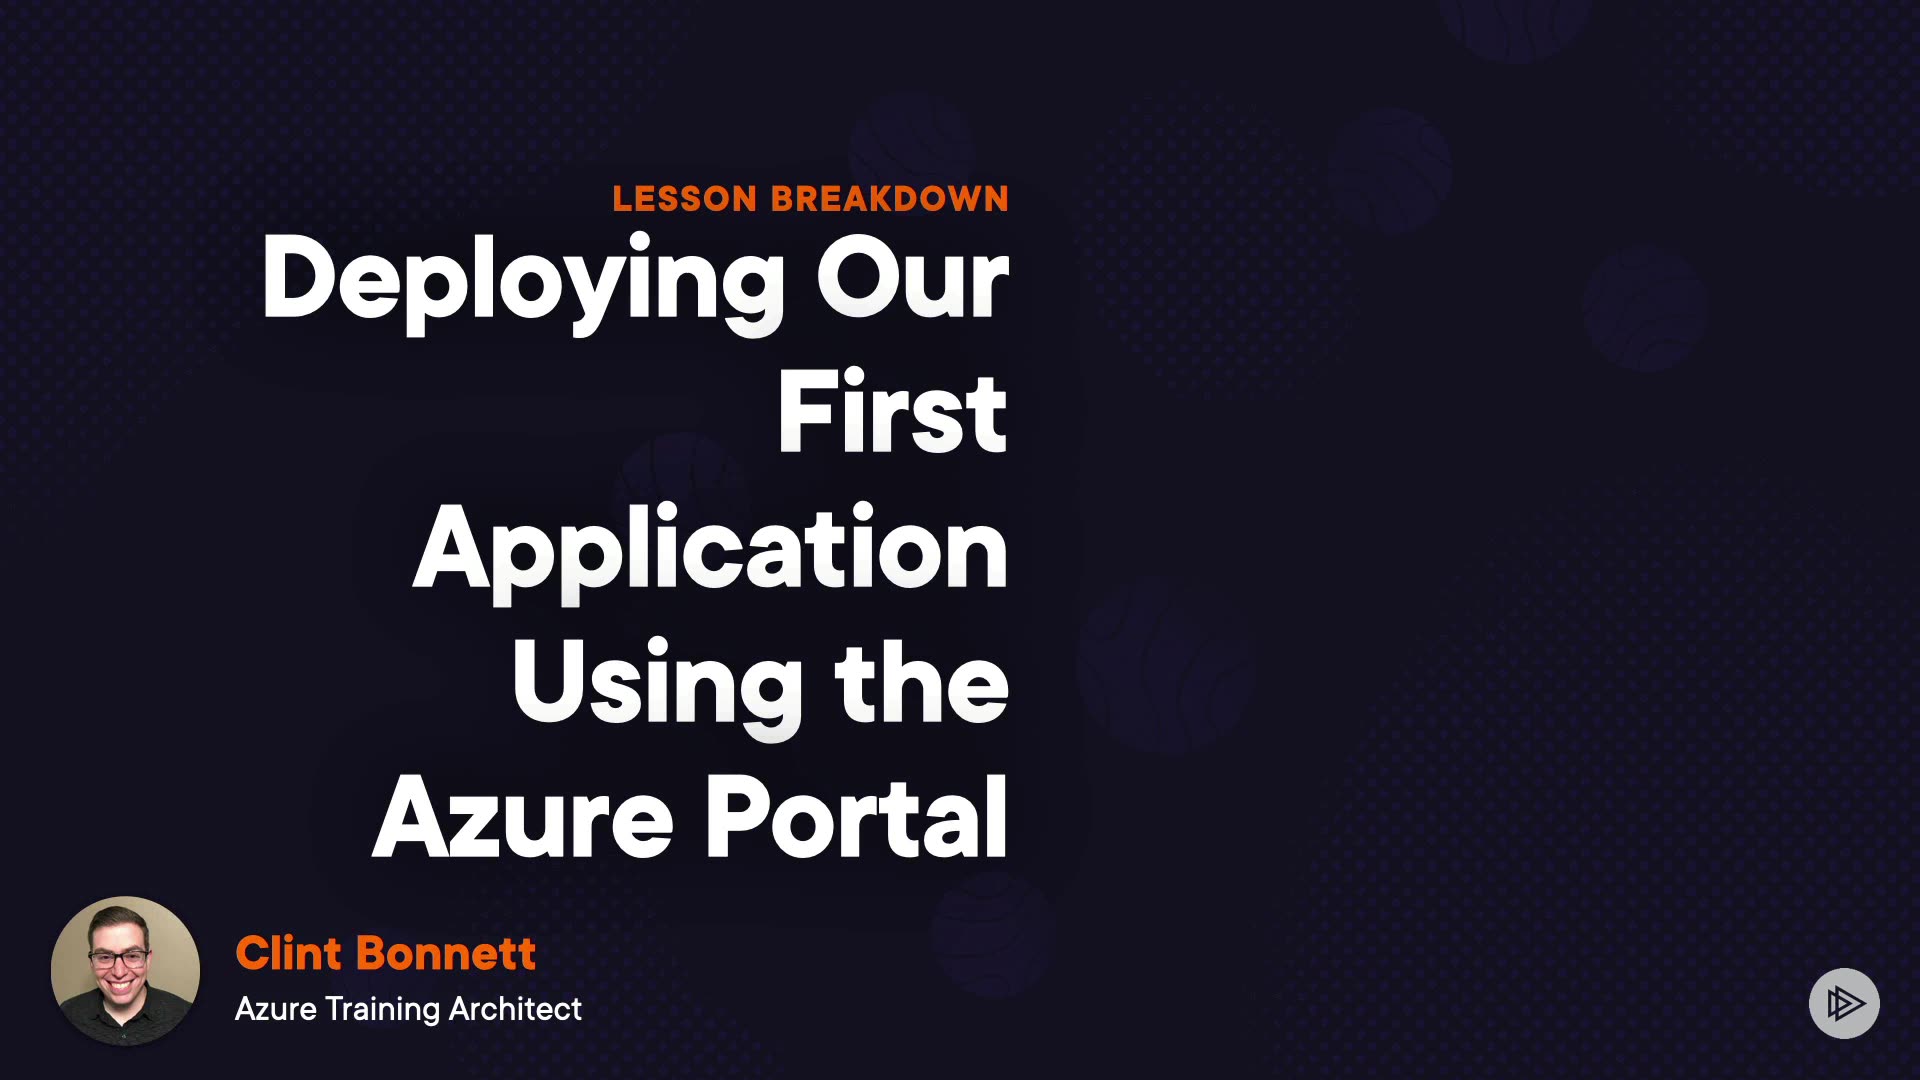 LESSON BREAKDOWN
Deploying Our
First
Application
Using the
Azure Portal
Clint Bonnett
Azure Training Architect